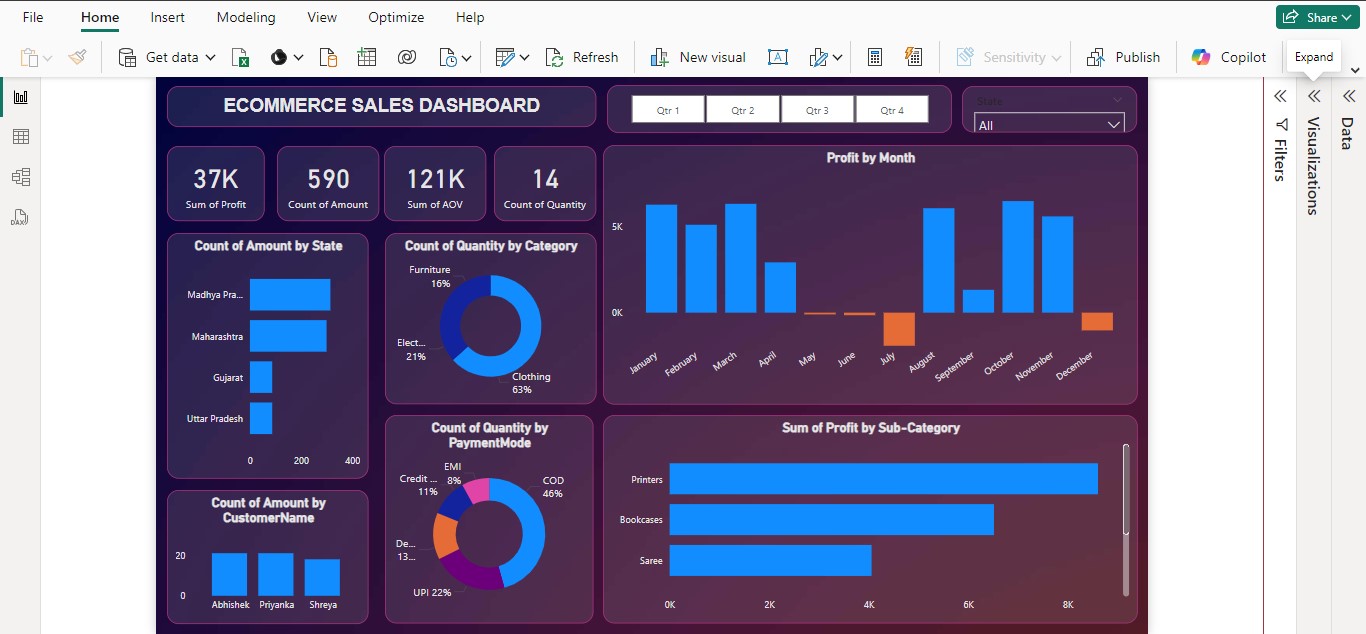 File Home Insert Modeling View Optimize Help Share
Get data Refresh New visual Sensitivity Publish Copilot Expand
ECOMMERCE SALES DASHBOARD
Qtr 1 Qtr 2 Qtr 3 Qtr 4
State
All
Filters
Visualizations
Data
37K
Sum of Profit
590
Count of Amount
121K
Sum of AOV
14
Count of Quantity
Profit by Month
5K
0K
January February March April May June July August September October November December
Count of Amount by State
Madhya Pra...
Maharashtra
Gujarat
Uttar Pradesh
0 200 400
Count of Quantity by Category
Furniture
16%
Elect...
21%
Clothing
63%
Count of Quantity by
PaymentMode
EMI
8%
Credit ...
11%
COD
46%
De...
13...
UPI 22%
Sum of Profit by Sub-Category
Printers
Bookcases
Saree
0K 2K 4K 6K 8K
Count of Amount by
CustomerName
20
0
Abhishek Priyanka Shreya
DAX